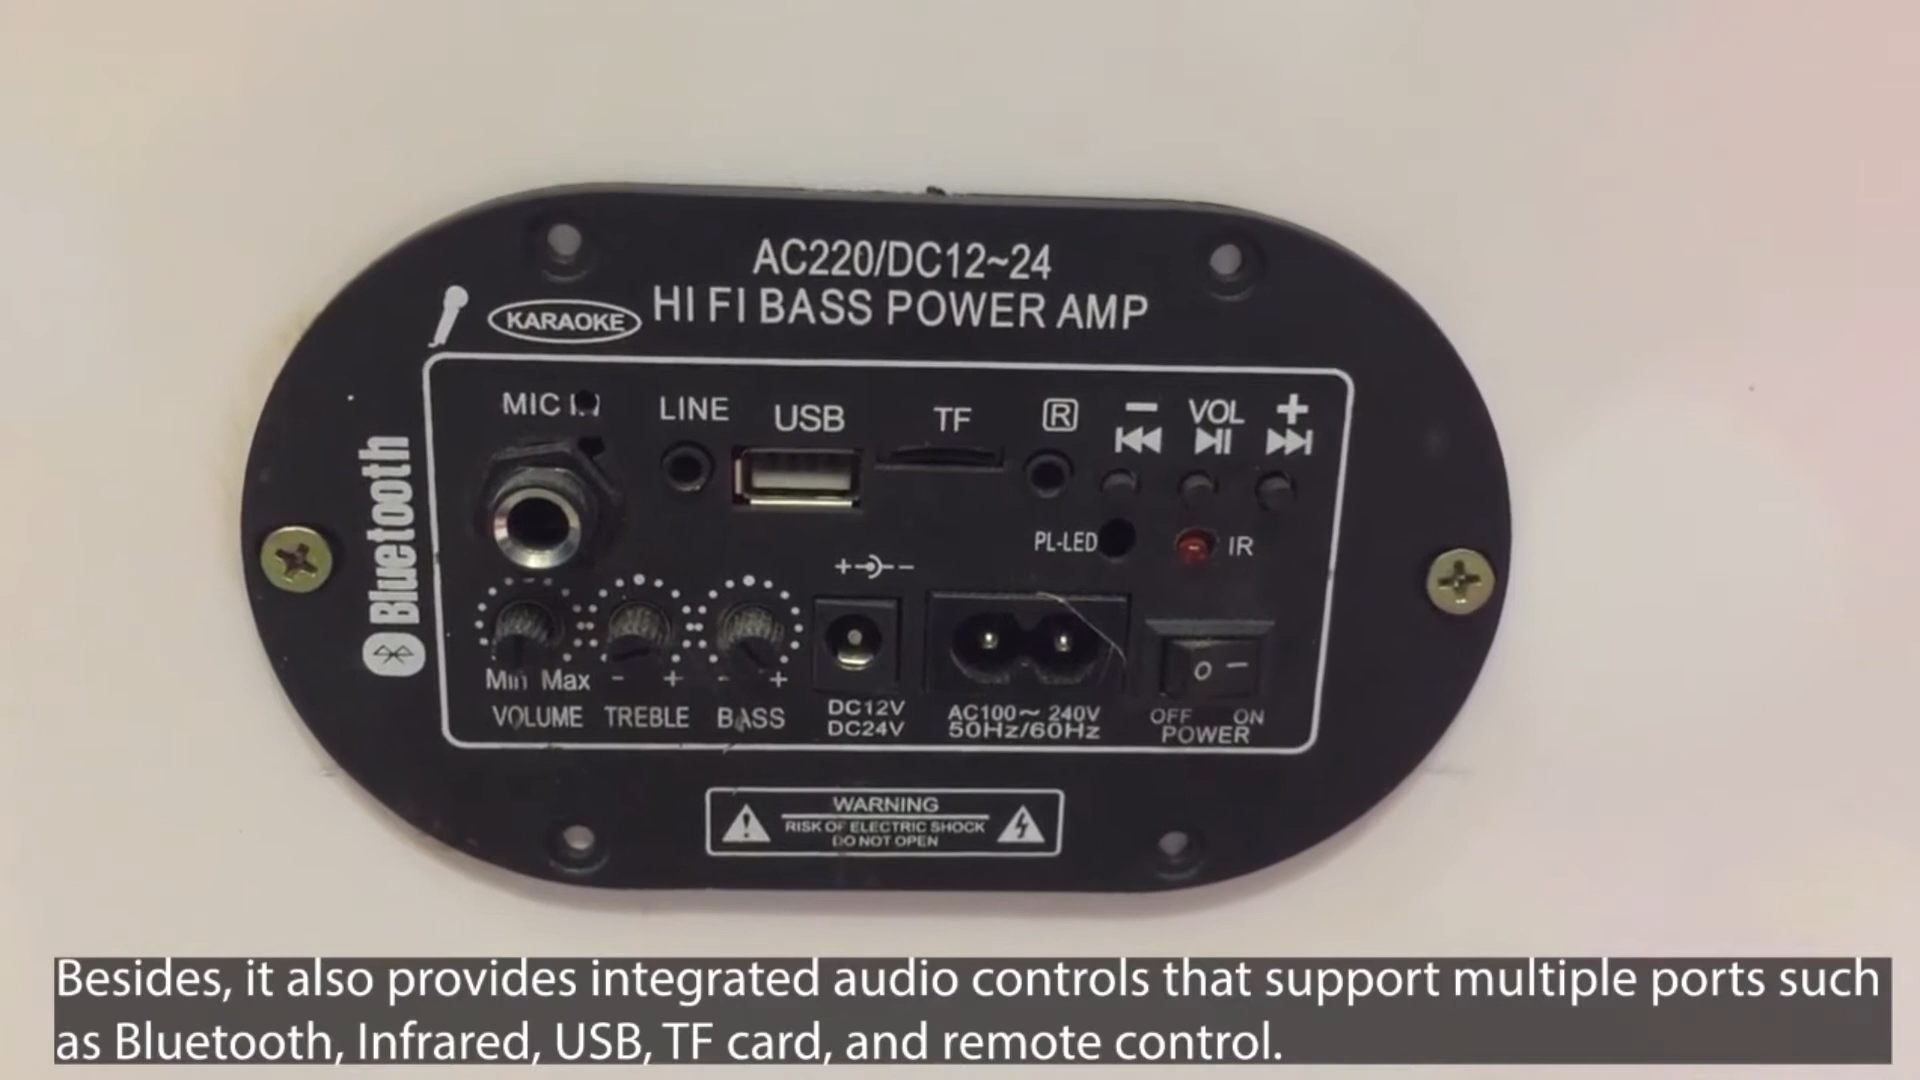 AC220/DC12~24
KARAOKE HI FI BASS POWER AMP
MIC IN LINE USB TF R − VOL +
Bluetooth
PL-LED IR
+ −
Min Max − + − +
VOLUME TREBLE BASS
DC12V
DC24V
AC100~ 240V
50Hz/60Hz
O −
OFF ON
POWER
WARNING
RISK OF ELECTRIC SHOCK
DO NOT OPEN
Besides, it also provides integrated audio controls that support multiple ports such
as Bluetooth, Infrared, USB, TF card, and remote control.